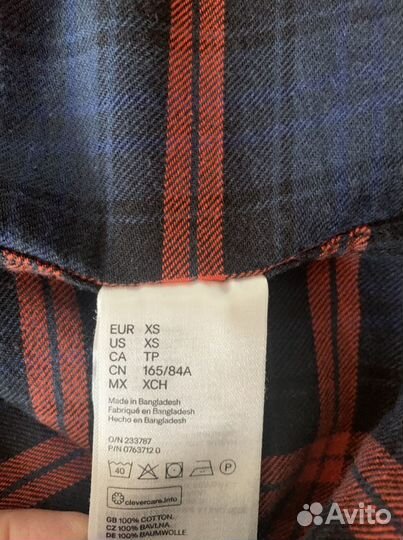 EUR XS
US XS
CA TP
CN 165/84A
MX XCH
Made in Bangladesh
Fabriqué en Bangladesh
Hecho en Bangladesh
O/N 233787
P/N 0763712 0
40 P
clevercare.info
GB 100% COTTON.
CZ 100% BAVLNA.
DE 100% BAUMWOLLE.
Avito